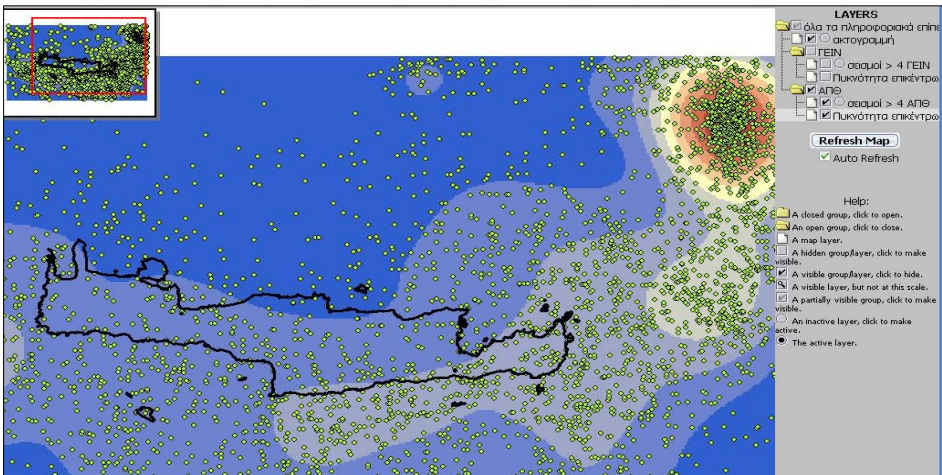 LAYERS
όλα τα πληροφοριακά επίπε
ακτογραμμή
ΓΕΙΝ
σεισμοί > 4 ΓΕΙΝ
Πυκνότητα επικέντρω
ΑΠΘ
σεισμοί > 4 ΑΠΘ
Πυκνότητα επικέντρω
Refresh Map
Auto Refresh
Help:
A closed group, click to open.
An open group, click to close.
A map layer.
A hidden group/layer, click to make
visible.
A visible group/layer, click to hide.
A visible layer, but not at this scale.
A partially visible group, click to make
visible.
An inactive layer, click to make
active.
The active layer.